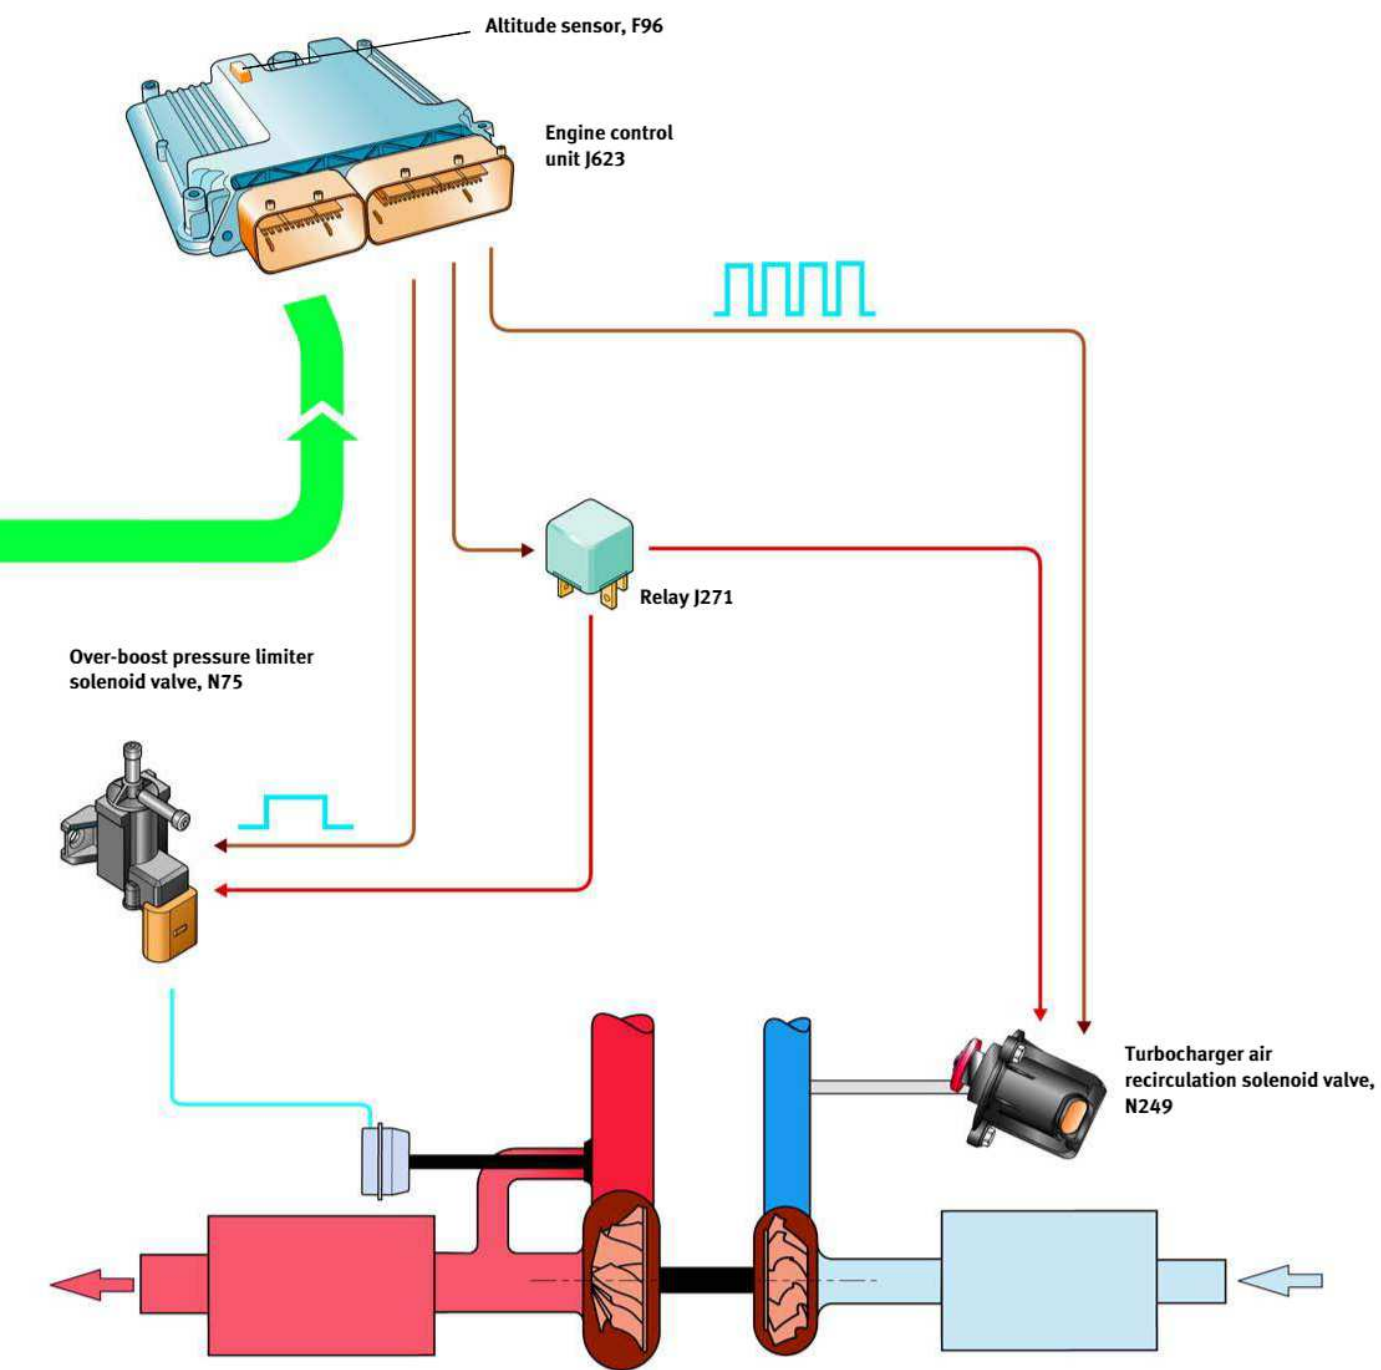 Altitude sensor, F96
Engine control
unit J623
Relay J271
Over-boost pressure limiter
solenoid valve, N75
Turbocharger air
recirculation solenoid valve,
N249